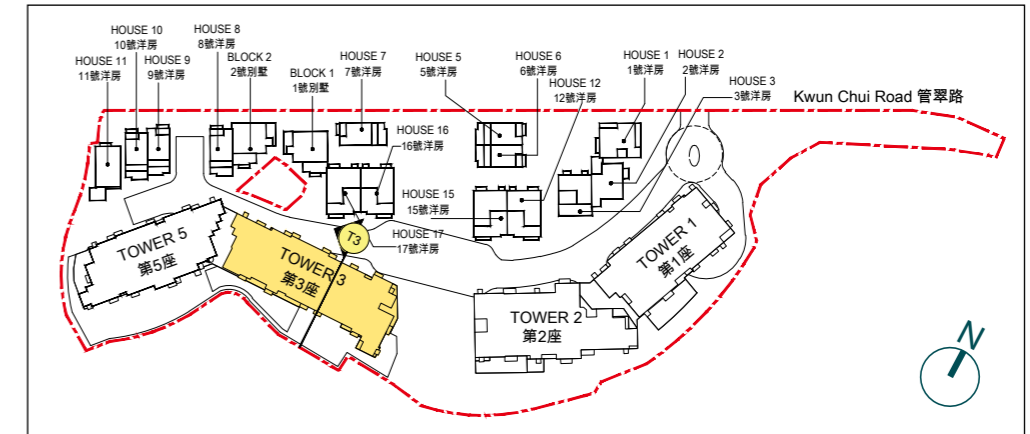 HOUSE 10
10號洋房
HOUSE 8
8號洋房
HOUSE 11
11號洋房
HOUSE 9
9號洋房
BLOCK 2
2號別墅
BLOCK 1
1號別墅
HOUSE 7
7號洋房
HOUSE 5
5號洋房
HOUSE 6
6號洋房
HOUSE 12
12號洋房
HOUSE 1
1號洋房
HOUSE 2
2號洋房
HOUSE 3
3號洋房
Kwun Chui Road 管翠路
HOUSE 16
16號洋房
HOUSE 15
15號洋房
HOUSE 17
17號洋房
T3
TOWER 5
第5座
TOWER 3
第3座
TOWER 2
第2座
TOWER 1
第1座
N